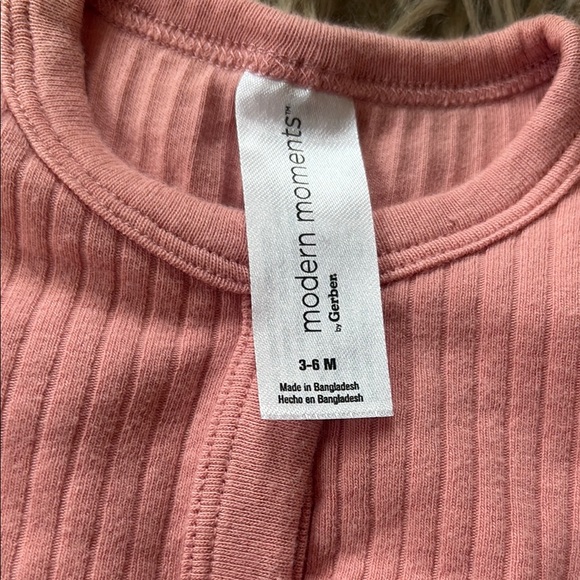 modern moments™
by Gerber.
3-6 M
Made in Bangladesh
Hecho en Bangladesh